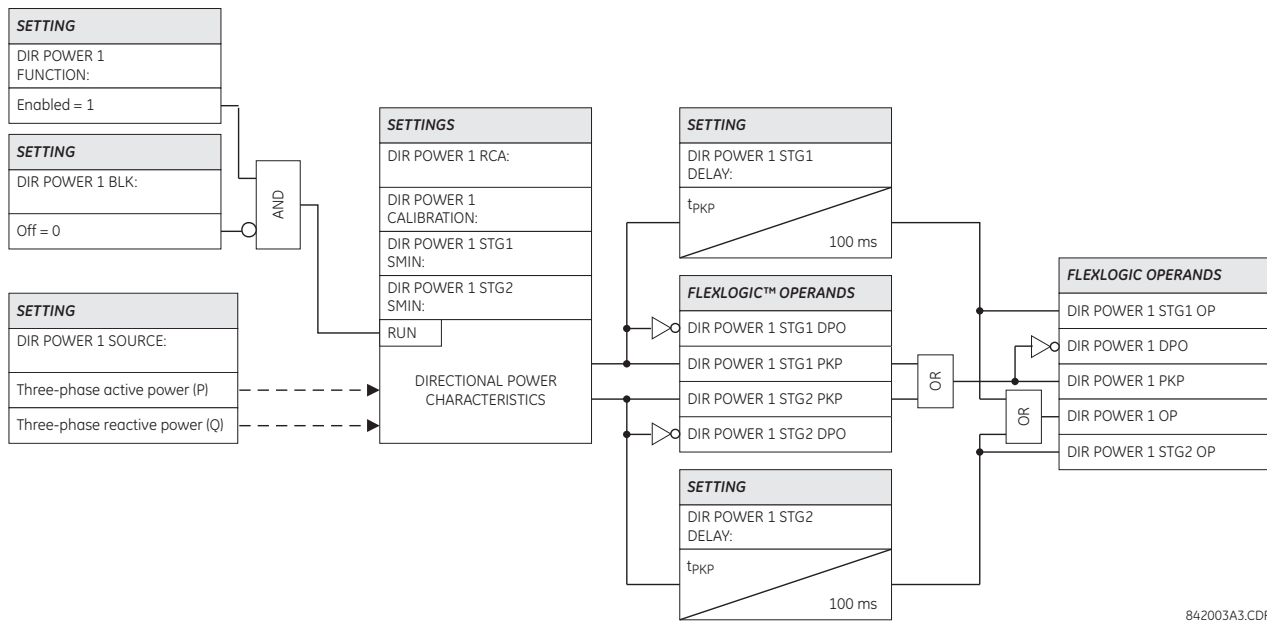 SETTING
DIR POWER 1
FUNCTION:
Enabled = 1
SETTING
DIR POWER 1 BLK:
Off = 0
AND
SETTING
DIR POWER 1 SOURCE:
Three-phase active power (P)
Three-phase reactive power (Q)
SETTINGS
DIR POWER 1 RCA:
DIR POWER 1
CALIBRATION:
DIR POWER 1 STG1
SMIN:
DIR POWER 1 STG2
SMIN:
RUN
DIRECTIONAL POWER
CHARACTERISTICS
SETTING
DIR POWER 1 STG1
DELAY:
tPKP
100 ms
FLEXLOGIC™ OPERANDS
DIR POWER 1 STG1 DPO
DIR POWER 1 STG1 PKP
DIR POWER 1 STG2 PKP
DIR POWER 1 STG2 DPO
SETTING
DIR POWER 1 STG2
DELAY:
tPKP
100 ms
OR
OR
FLEXLOGIC OPERANDS
DIR POWER 1 STG1 OP
DIR POWER 1 DPO
DIR POWER 1 PKP
DIR POWER 1 OP
DIR POWER 1 STG2 OP
842003A3.CDR